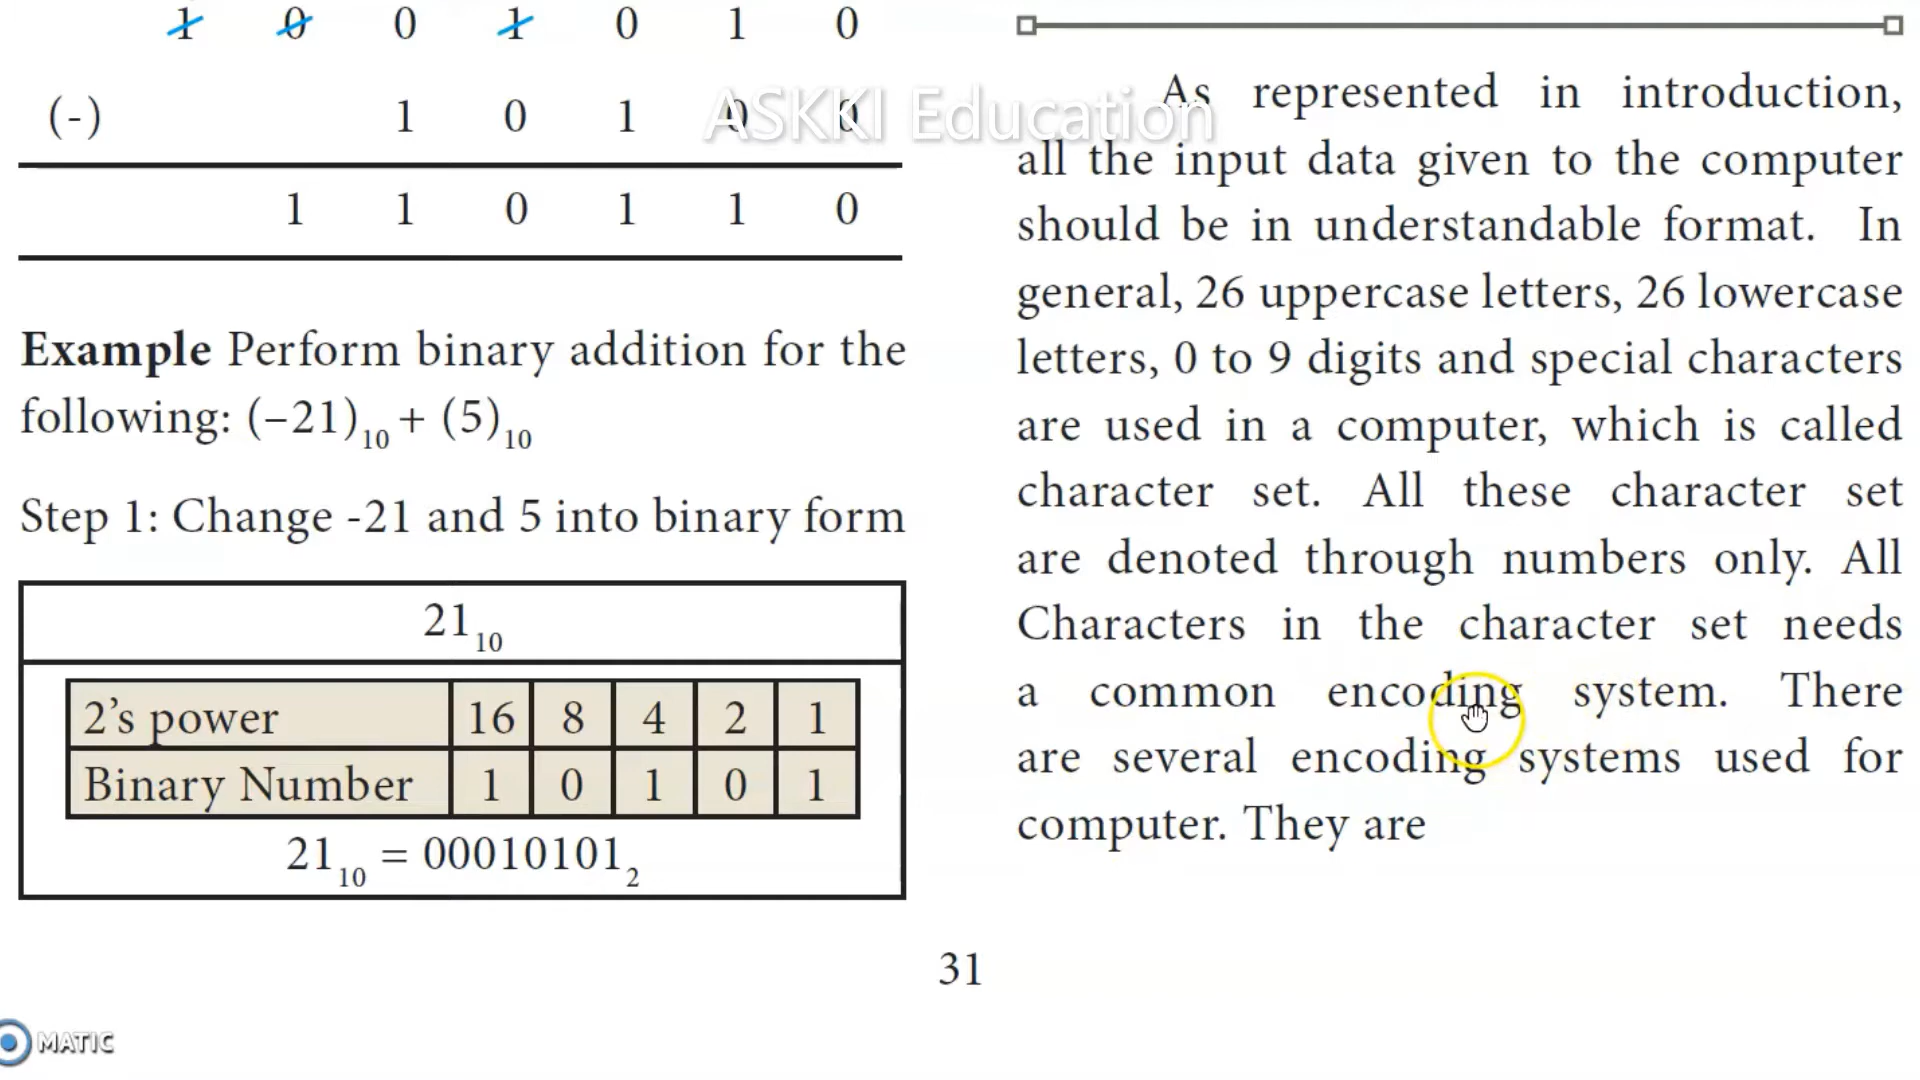 1 0 0 1 0 1 0
(-) 1 0 1 0 0
1 1 0 1 1 0
Example Perform binary addition for the
following: (–21)10 + (5)10
Step 1: Change -21 and 5 into binary form
2110
2’s power 16 8 4 2 1
Binary Number 1 0 1 0 1
2110 = 000101012
ASKKI Education
As represented in introduction,
all the input data given to the computer
should be in understandable format. In
general, 26 uppercase letters, 26 lowercase
letters, 0 to 9 digits and special characters
are used in a computer, which is called
character set. All these character set
are denoted through numbers only. All
Characters in the character set needs
a common encoding system. There
are several encoding systems used for
computer. They are
31
MATIC